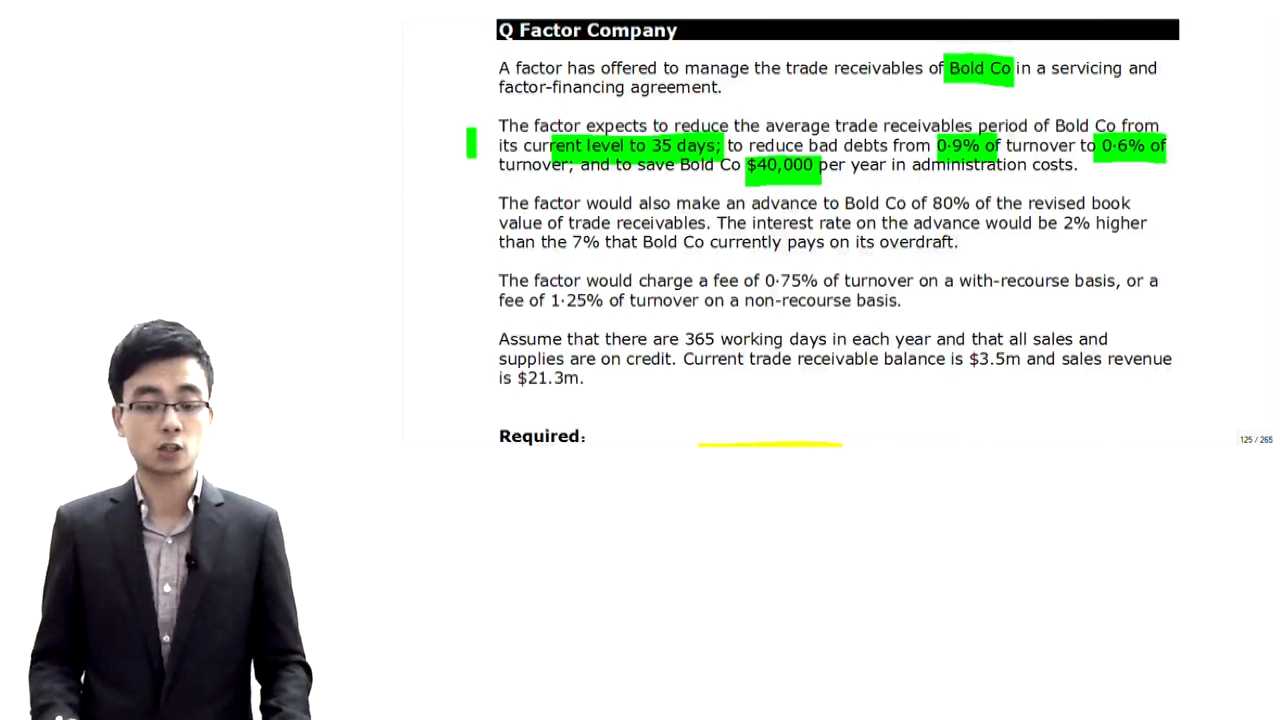 Q Factor Company
A factor has offered to manage the trade receivables of Bold Co in a servicing and
factor-financing agreement.
The factor expects to reduce the average trade receivables period of Bold Co from
its current level to 35 days; to reduce bad debts from 0·9% of turnover to 0·6% of
turnover; and to save Bold Co $40,000 per year in administration costs.
The factor would also make an advance to Bold Co of 80% of the revised book
value of trade receivables. The interest rate on the advance would be 2% higher
than the 7% that Bold Co currently pays on its overdraft.
The factor would charge a fee of 0·75% of turnover on a with-recourse basis, or a
fee of 1·25% of turnover on a non-recourse basis.
Assume that there are 365 working days in each year and that all sales and
supplies are on credit. Current trade receivable balance is $3.5m and sales revenue
is $21.3m.
Required:
125 / 265